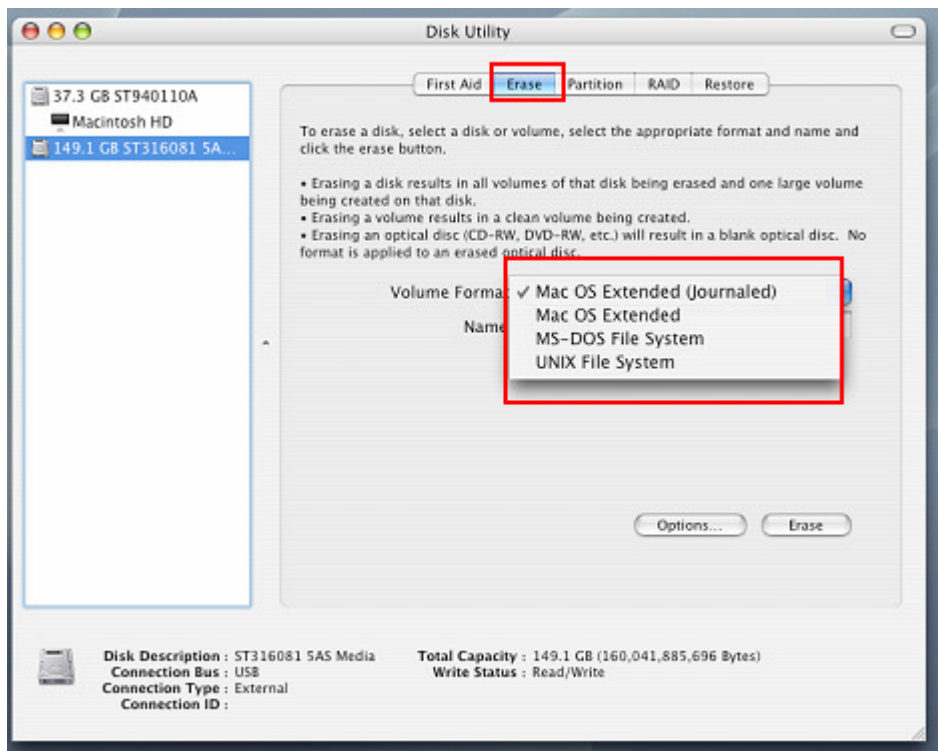 Disk Utility
37.3 GB ST940110A
Macintosh HD
149.1 GB ST316081 5A...
First Aid
Erase
Partition
RAID
Restore
To erase a disk, select a disk or volume, select the appropriate format and name and
click the erase button.
• Erasing a disk results in all volumes of that disk being erased and one large volume
being created on that disk.
• Erasing a volume results in a clean volume being created.
• Erasing an optical disc (CD-RW, DVD-RW, etc.) will result in a blank optical disc. No
format is applied to an erased optical disc.
Volume Forma
✓ Mac OS Extended (Journaled)
Mac OS Extended
MS-DOS File System
UNIX File System
Name
Options...
Erase
Disk Description : ST316081 5AS Media
Connection Bus : USB
Connection Type : External
Connection ID :
Total Capacity : 149.1 GB (160,041,885,696 Bytes)
Write Status : Read/Write